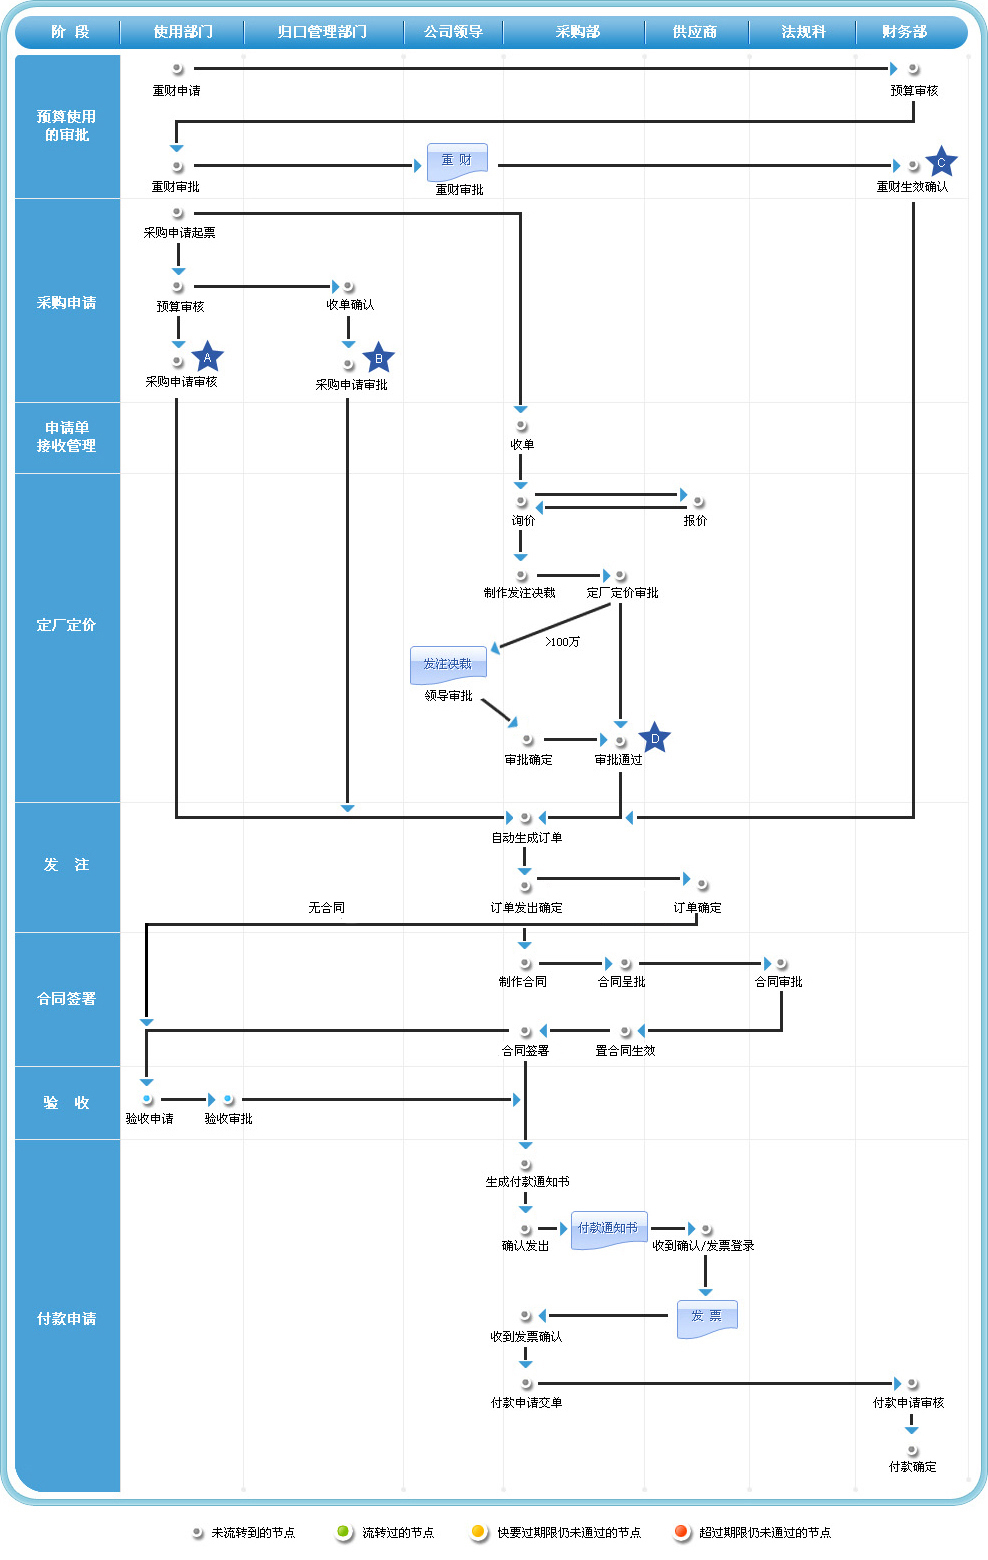 阶 段 使用部门 归口管理部门 公司领导 采购部 供应商 法规科 财务部
预算使用
的审批
重财申请
预算审核
重 财
C
重财审批
重财审批
重财生效确认
采购申请
采购申请起票
预算审核
收单确认
A
B
采购申请审核
采购申请审批
申请单
接收管理
收单
定厂定价
询价
报价
制作发注决裁
定厂定价审批
>100万
发注决裁
领导审批
D
审批确定
审批通过
发 注
自动生成订单
无合同
订单发出确定
订单确定
合同签署
制作合同
合同呈批
合同审批
合同签署
置合同生效
验 收
验收申请
验收审批
付款申请
生成付款通知书
付款通知书
确认发出
收到确认/发票登录
发 票
收到发票确认
付款申请交单
付款申请审核
付款确定
未流转到的节点
流转过的节点
快要过期限仍未通过的节点
超过期限仍未通过的节点